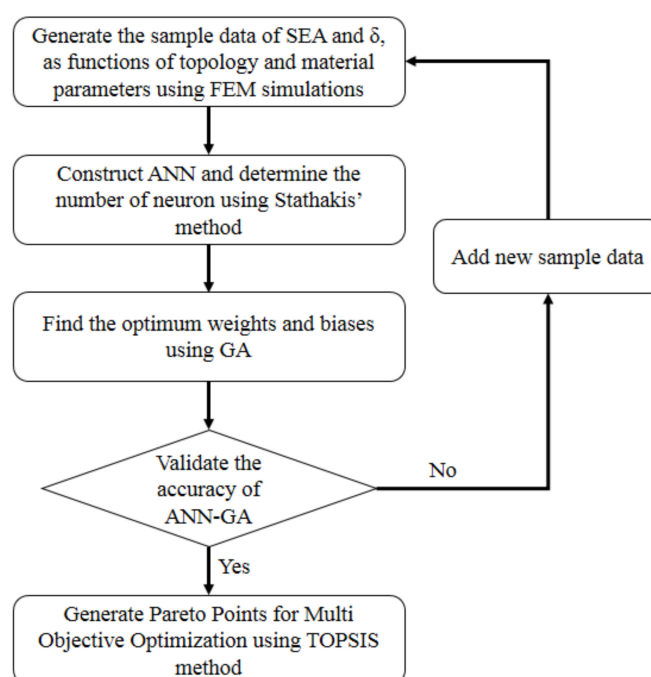 Generate the sample data of SEA and δ,
as functions of topology and material
parameters using FEM simulations
Construct ANN and determine the
number of neuron using Stathakis’
method
Add new sample data
Find the optimum weights and biases
using GA
Validate the
accuracy of
ANN-GA
No
Yes
Generate Pareto Points for Multi
Objective Optimization using TOPSIS
method